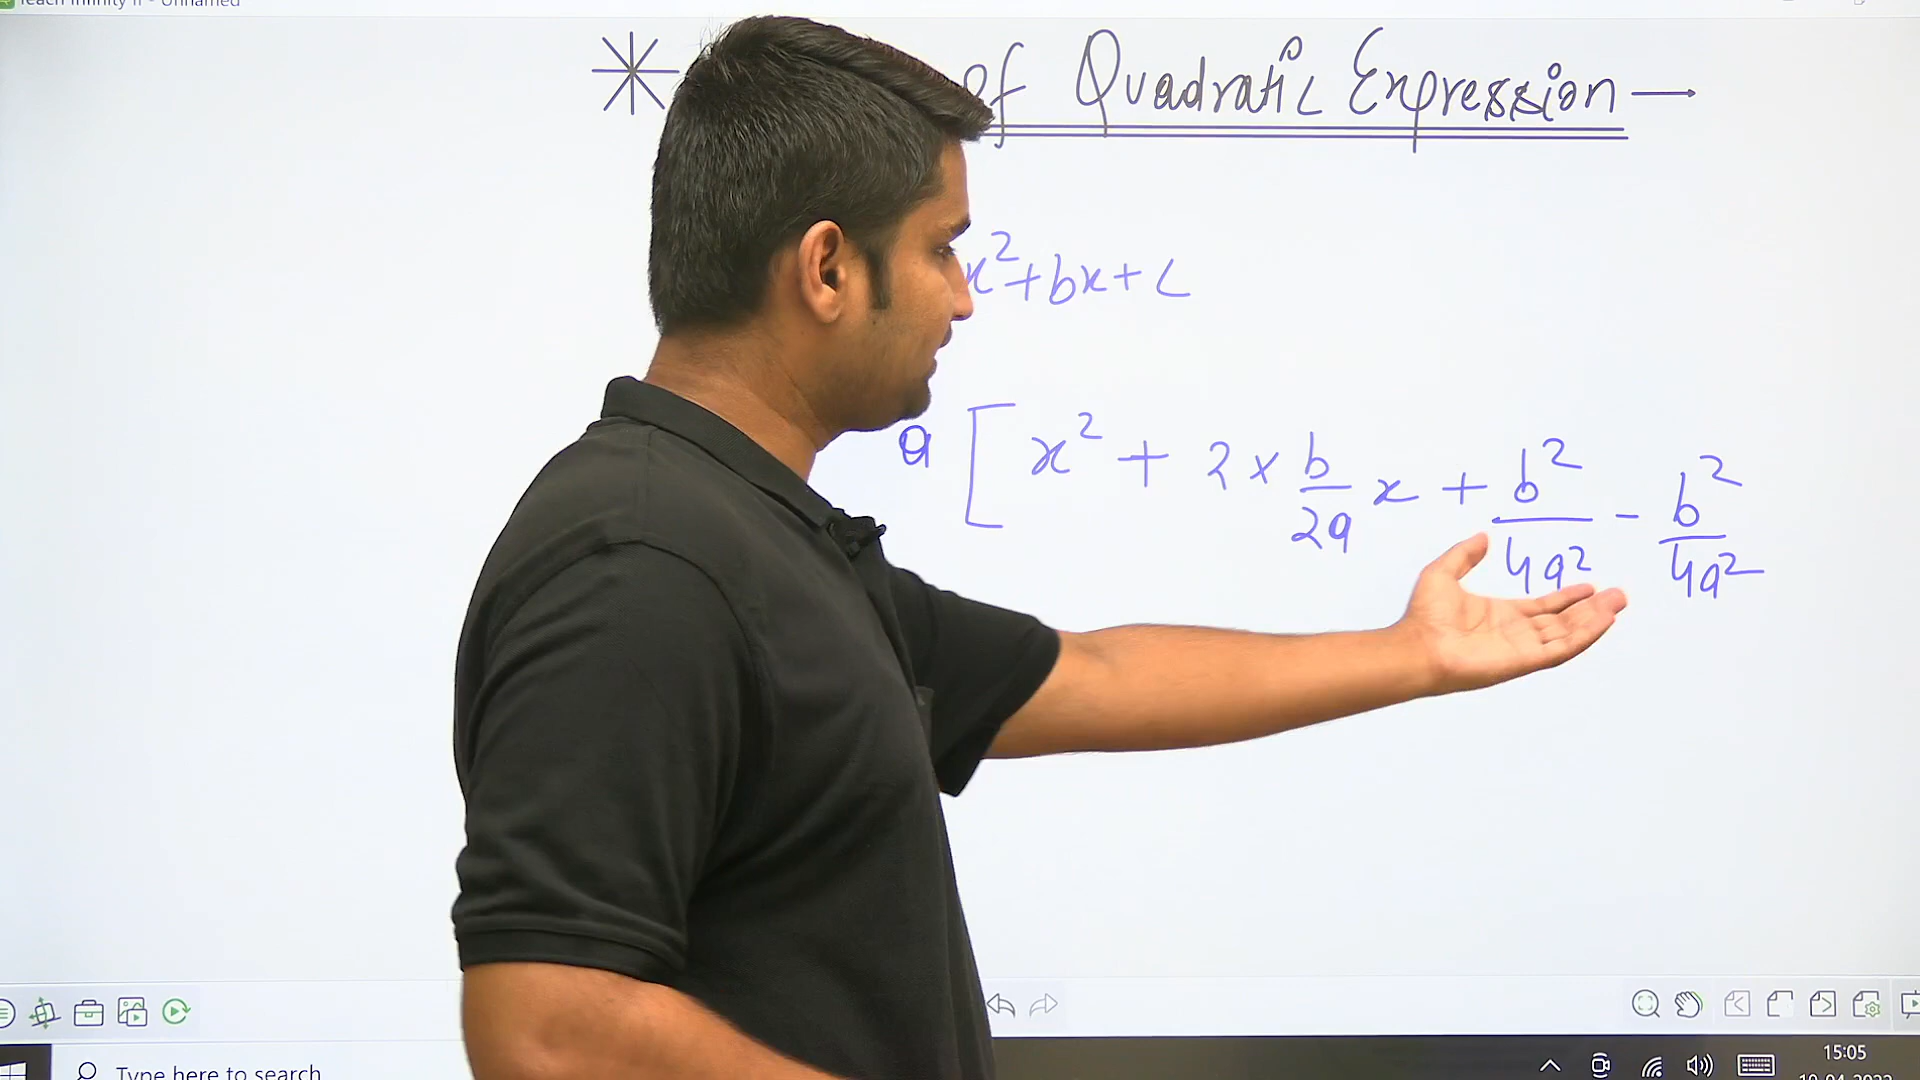 of Quadratic Expression →
x² + bx + c
a [ x² + 2 × b/2a x + b²/4a² - b²/4a²
Type here to search
15:05